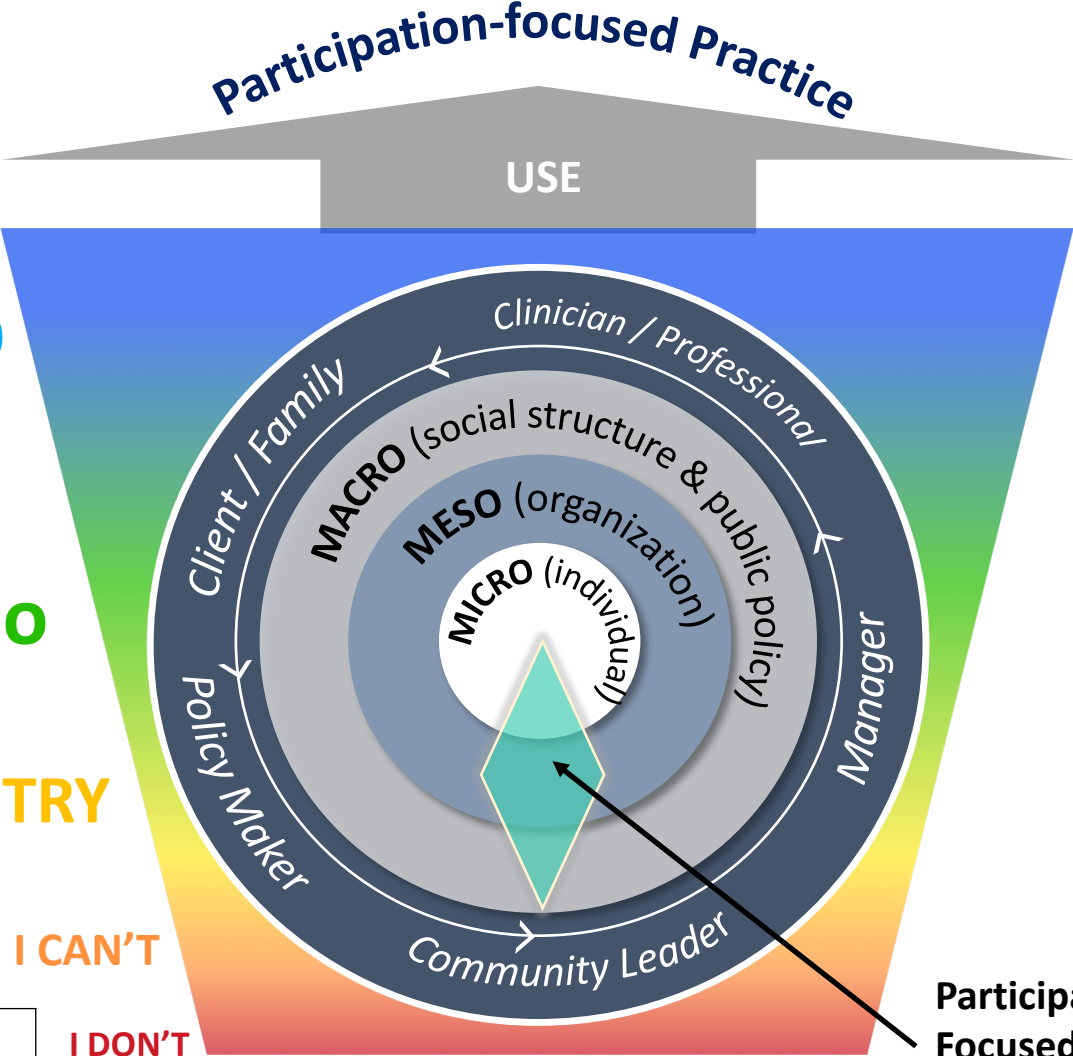 Participation-focused Practice
USE
Clinician / Professional
Client / Family
MACRO (social structure & public policy)
MESO (organization)
MICRO (individual)
Manager
Policy Maker
Community Leader
o
TRY
I CAN'T
I DON'T
Focused